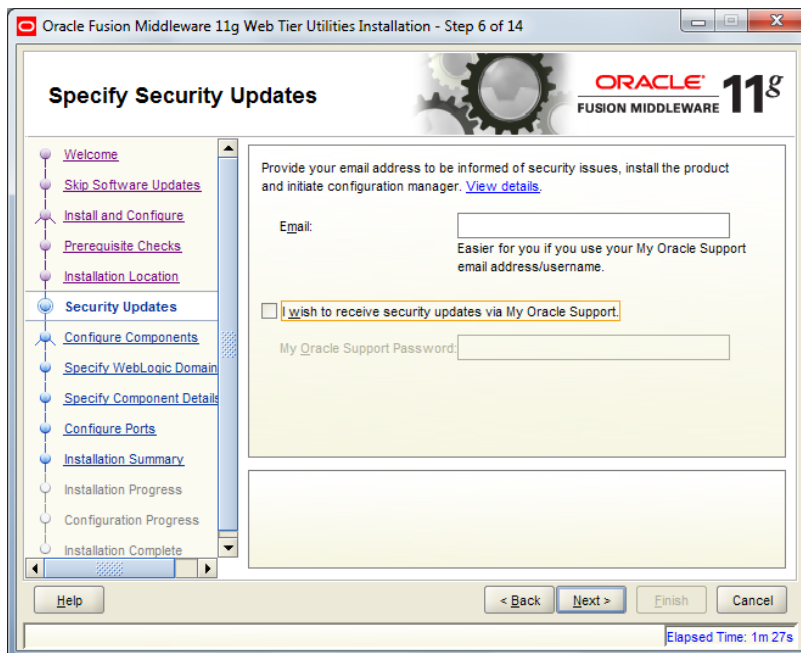 Oracle Fusion Middleware 11g Web Tier Utilities Installation - Step 6 of 14
Specify Security Updates
ORACLE
FUSION MIDDLEWARE 11g
Welcome
Skip Software Updates
Install and Configure
Prerequisite Checks
Installation Location
Security Updates
Configure Components
Specify WebLogic Domain
Specify Component Details
Configure Ports
Installation Summary
Installation Progress
Configuration Progress
Installation Complete
Provide your email address to be informed of security issues, install the product
and initiate configuration manager. View details.
Email:
Easier for you if you use your My Oracle Support
email address/username.
I wish to receive security updates via My Oracle Support.
My Oracle Support Password:
Help
< Back
Next >
Finish
Cancel
Elapsed Time: 1m 27s